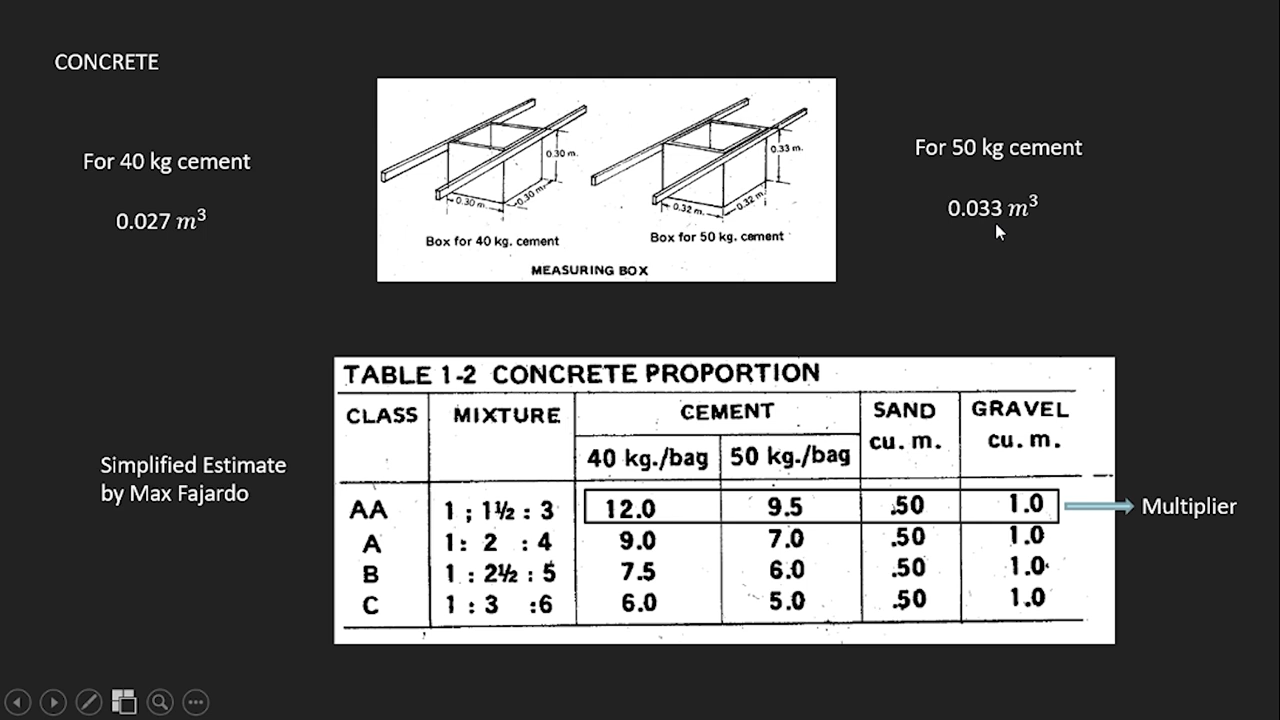 CONCRETE
For 40 kg cement
0.027 m³
0.30 m.
0.30 m.
0.30 m.
Box for 40 kg. cement
0.33 m.
0.32 m.
0.32 m.
Box for 50 kg. cement
MEASURING BOX
For 50 kg cement
0.033 m³
Simplified Estimate
by Max Fajardo
TABLE 1-2 CONCRETE PROPORTION
CLASS MIXTURE CEMENT SAND GRAVEL
40 kg./bag 50 kg./bag cu. m. cu. m.
AA 1 ; 1½ : 3 12.0 9.5 .50 1.0
A 1: 2 : 4 9.0 7.0 .50 1.0
B 1 : 2½ : 5 7.5 6.0 .50 1.0
C 1 : 3 :6 6.0 5.0 .50 1.0
Multiplier